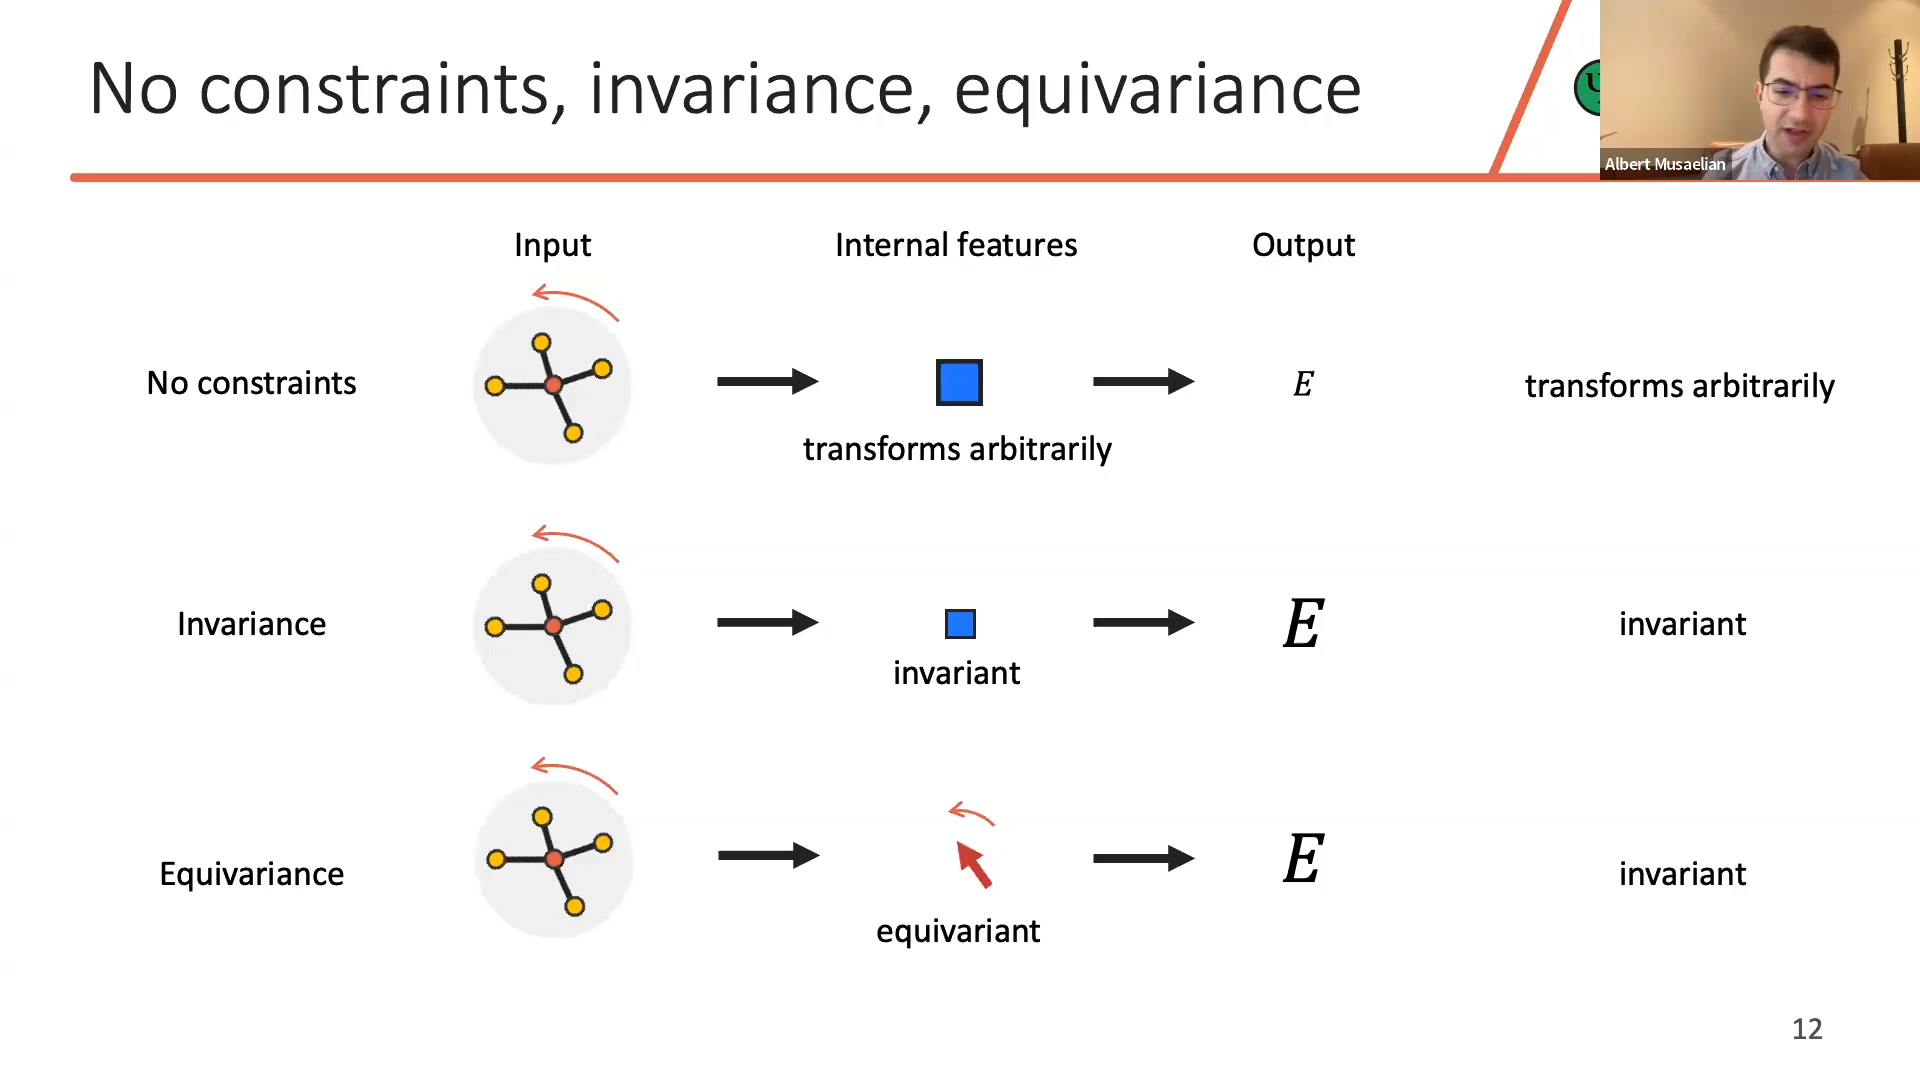 No constraints, invariance, equivariance
Albert Musaelian
Input
Internal features
Output
No constraints
E
transforms arbitrarily
transforms arbitrarily
Invariance
E
invariant
invariant
Equivariance
E
invariant
equivariant
12